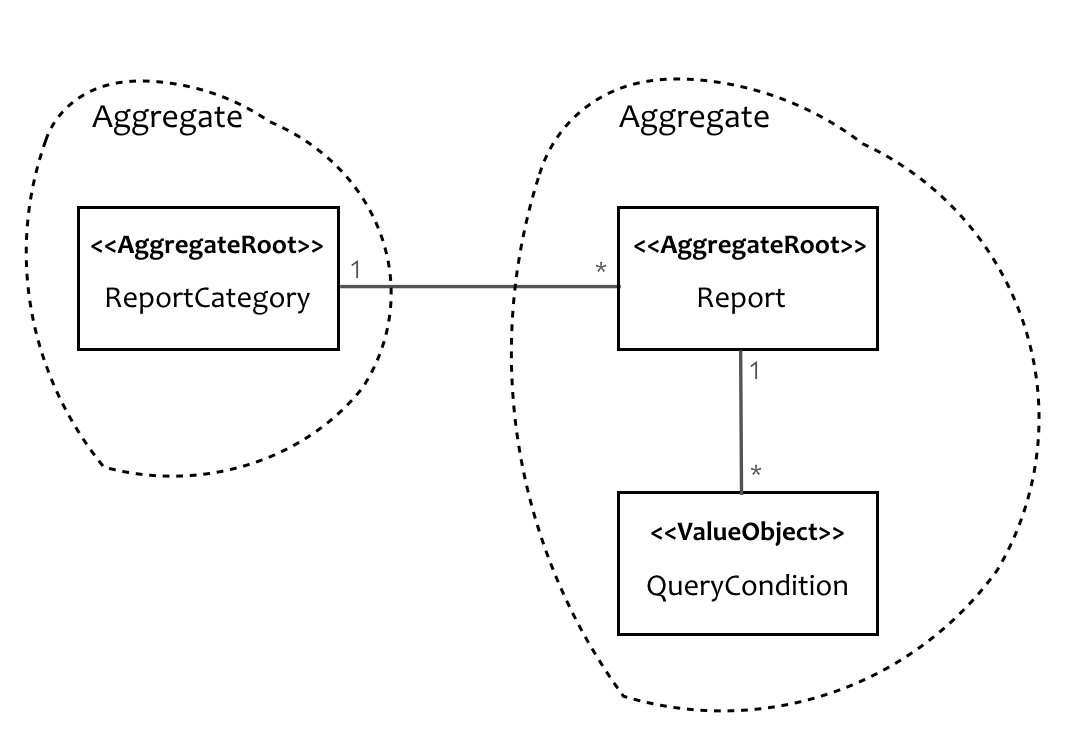 Aggregate
<<AggregateRoot>>
ReportCategory
1
*
Aggregate
<<AggregateRoot>>
Report
1
*
<<ValueObject>>
QueryCondition